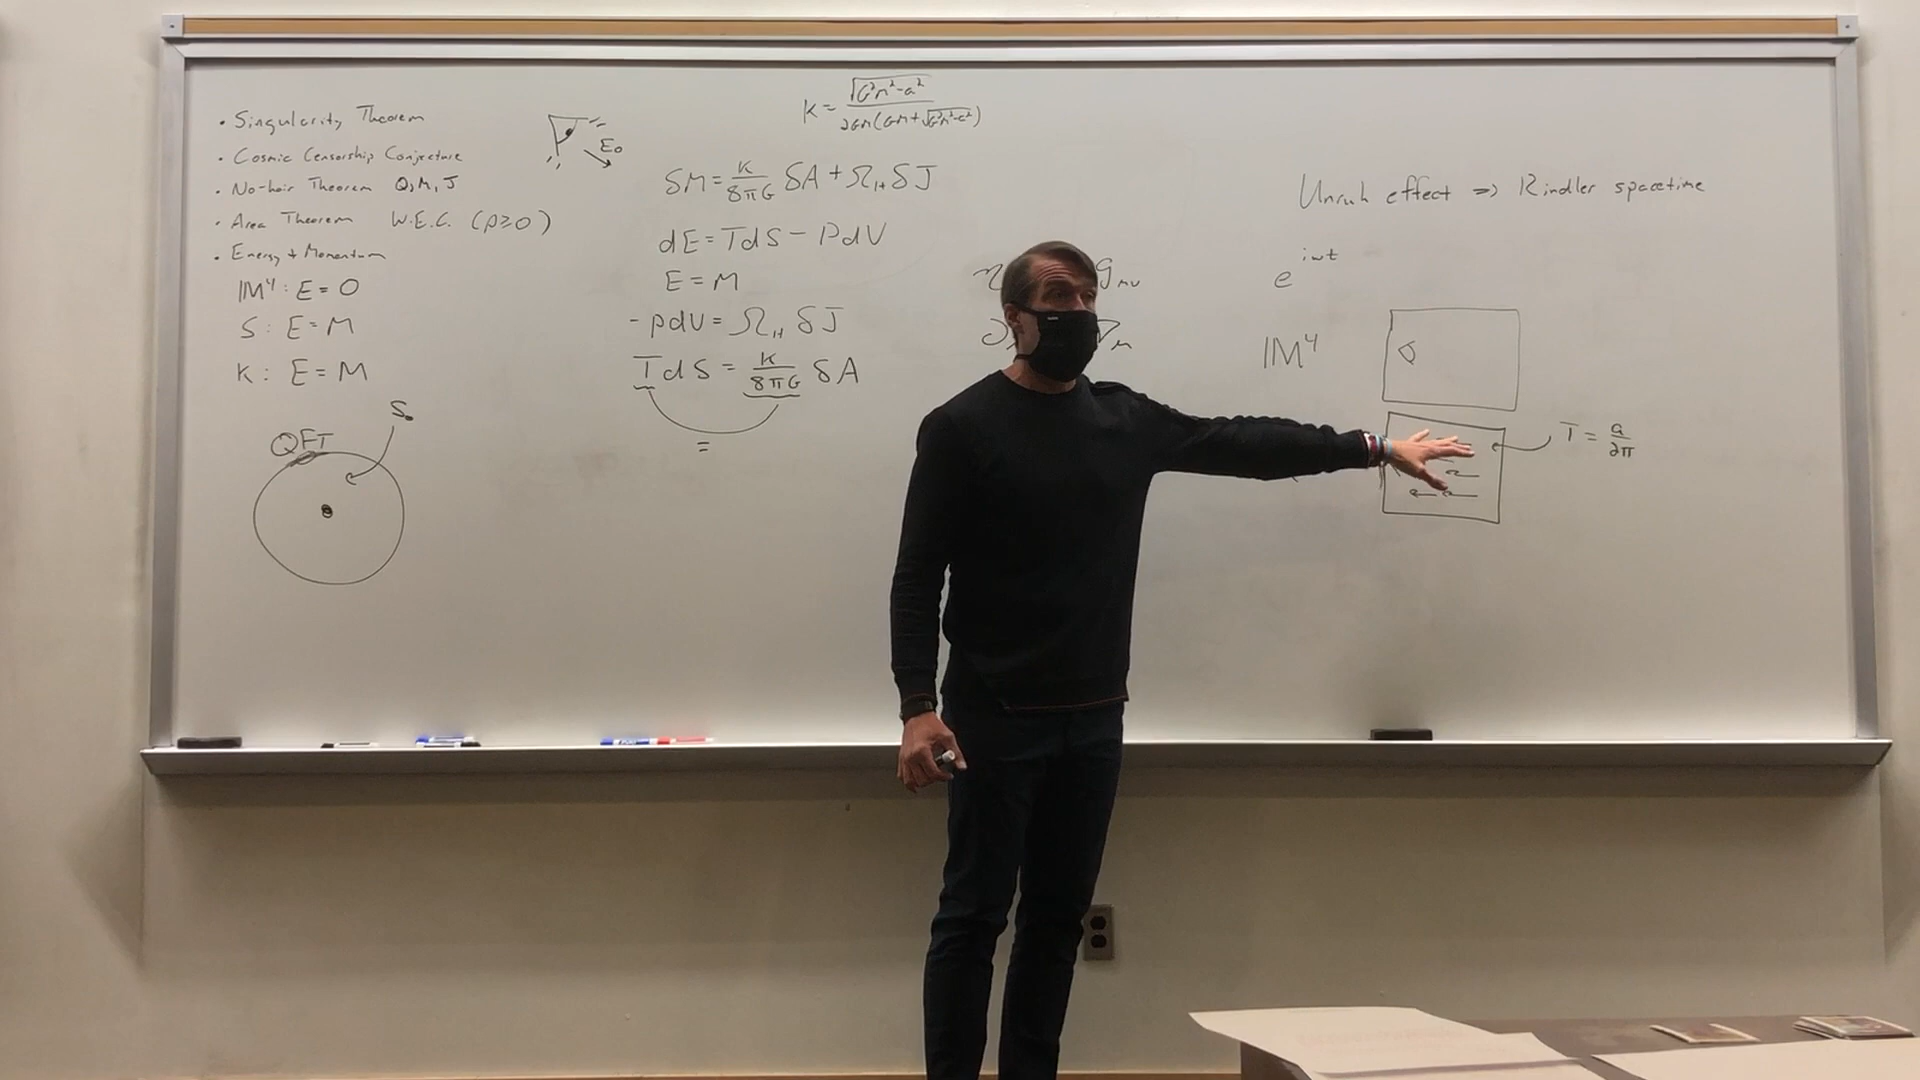 • Singularity Theorem
• Cosmic Censorship Conjecture
• No-hair Theorem Q, M, J
• Area Theorem W.E.C. (ρ≥0)
• Energy + Momentum
IM⁴: E = 0
S: E = M
K: E = M
QFT
S
E₀
K = √(G²m²-a²) / 2Gm(Gm+√(G²m²-a²))
δM = K/8πG δA + Ω_H δJ
dE = TdS - PdV
E = M
-pdV = Ω_H δJ
TdS = K/8πG δA
=
η g_μν
∂ ∇_μ
Unruh effect => Rindler spacetime
e^iwt
IM⁴
T = a/2π